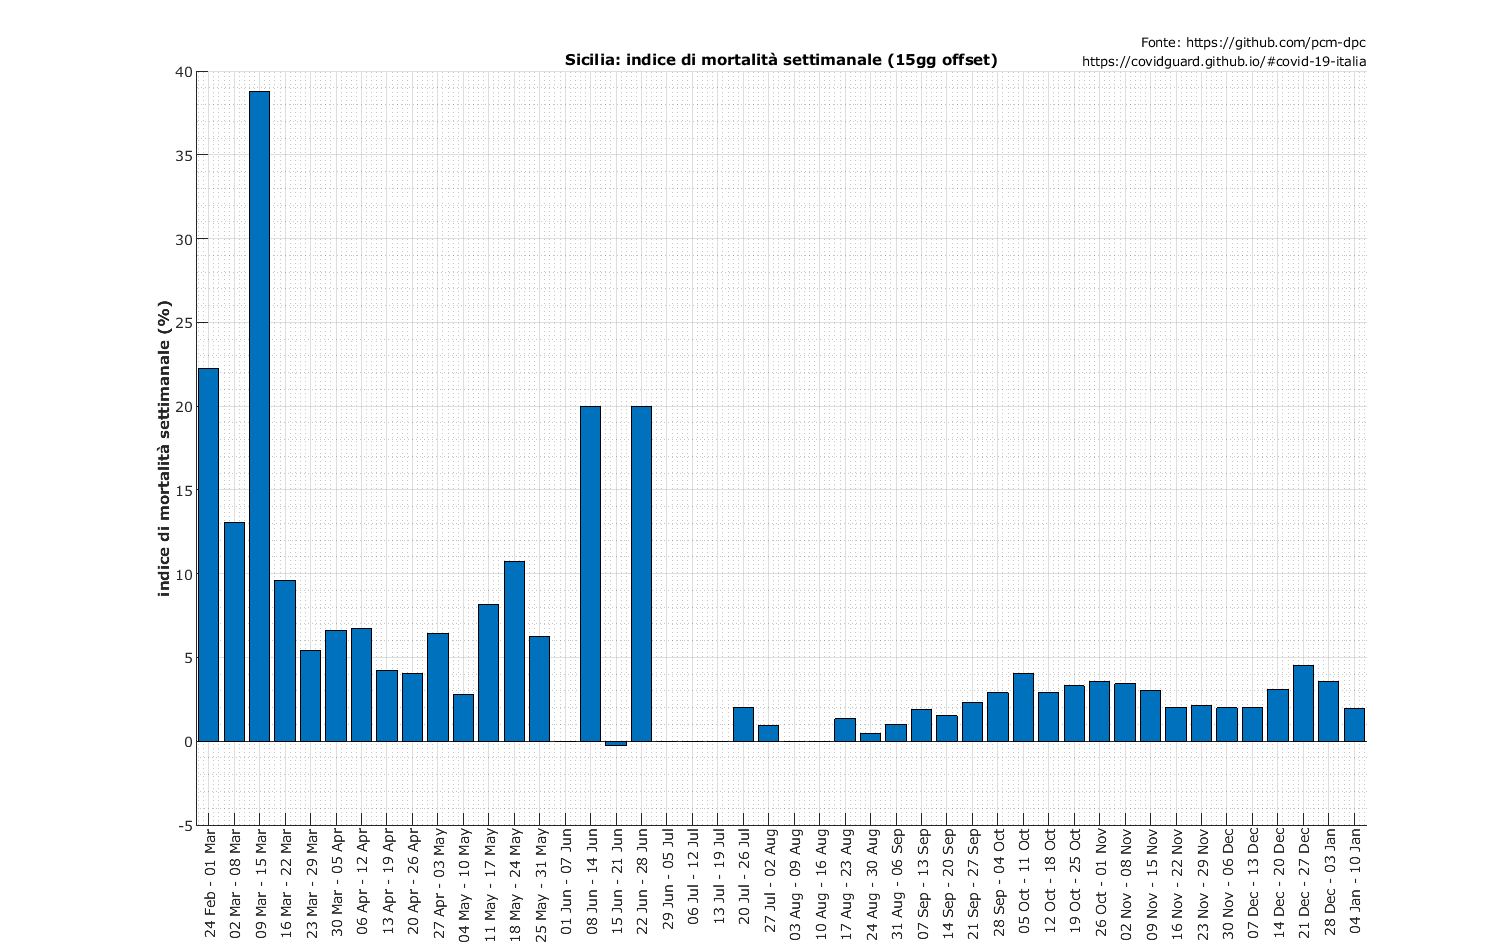 Fonte: https://github.com/pcm-dpc
Sicilia: indice di mortalità settimanale (15gg offset)
https://covidguard.github.io/#covid-19-italia
indice di mortalità settimanale (%)
40
35
30
25
20
15
10
5
0
-5
24 Feb - 01 Mar
02 Mar - 08 Mar
09 Mar - 15 Mar
16 Mar - 22 Mar
23 Mar - 29 Mar
30 Mar - 05 Apr
06 Apr - 12 Apr
13 Apr - 19 Apr
20 Apr - 26 Apr
27 Apr - 03 May
04 May - 10 May
11 May - 17 May
18 May - 24 May
25 May - 31 May
01 Jun - 07 Jun
08 Jun - 14 Jun
15 Jun - 21 Jun
22 Jun - 28 Jun
29 Jun - 05 Jul
06 Jul - 12 Jul
13 Jul - 19 Jul
20 Jul - 26 Jul
27 Jul - 02 Aug
03 Aug - 09 Aug
10 Aug - 16 Aug
17 Aug - 23 Aug
24 Aug - 30 Aug
31 Aug - 06 Sep
07 Sep - 13 Sep
14 Sep - 20 Sep
21 Sep - 27 Sep
28 Sep - 04 Oct
05 Oct - 11 Oct
12 Oct - 18 Oct
19 Oct - 25 Oct
26 Oct - 01 Nov
02 Nov - 08 Nov
09 Nov - 15 Nov
16 Nov - 22 Nov
23 Nov - 29 Nov
30 Nov - 06 Dec
07 Dec - 13 Dec
14 Dec - 20 Dec
21 Dec - 27 Dec
28 Dec - 03 Jan
04 Jan - 10 Jan